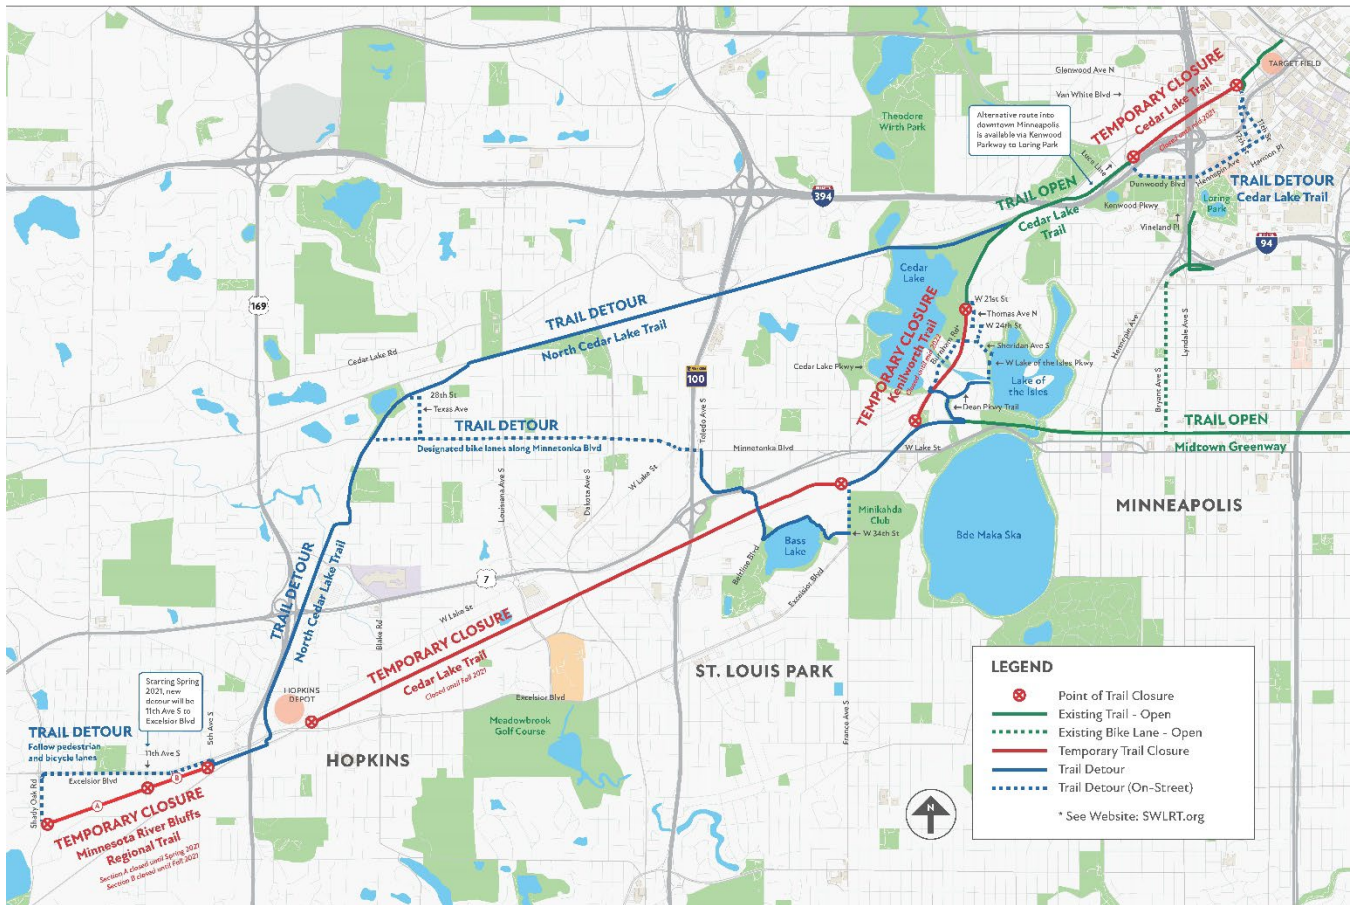 Glenwood Ave N
Van White Blvd →
TEMPORARY CLOSURE
Cedar Lake Trail
TARGET FIELD
Theodore
Wirth Park
Alternative route into
downtown Minneapolis
is available via Kenwood
Parkway to Loring Park
Luce Line
11th St
12th St
Harmon Pl
Hennepin Ave
Dunwoody Blvd
TRAIL DETOUR
Cedar Lake Trail
394
TRAIL OPEN
Cedar Lake
Trail
Kenwood Pkwy
Loring
Park
Vineland Pl
94
169
Cedar
Lake
TEMPORARY CLOSURE
Kenilworth Trail
W 21st St
Thomas Ave N
W 24th St
Sheridan Ave S
W Lake of the Isles Pkwy
Burnham Rd*
TRAIL DETOUR
North Cedar Lake Trail
Cedar Lake Rd
100
Cedar Lake Pkwy →
Lake of
the Isles
Dean Pkwy Trail
Hennepin Ave
Lyndale Ave S
Bryant Ave S
28th St
← Texas Ave
TRAIL DETOUR
Designated bike lanes along Minnetonka Blvd
Toledo Ave S
Minnetonka Blvd
W Lake St
TRAIL OPEN
Midtown Greenway
Louisiana Ave S
Dakota Ave S
W Lake St
MINNEAPOLIS
Minikahda
Club
← W 34th St
Bass
Lake
Bde Maka Ska
Beltline Blvd
Excelsior Blvd
TRAIL DETOUR
North Cedar Lake Trail
7
W Lake St
Blake Rd
TEMPORARY CLOSURE
Cedar Lake Trail
Closed until Fall 2021
ST. LOUIS PARK
France Ave S
Starting Spring
2021, new
detour will be
11th Ave S to
Excelsior Blvd
HOPKINS
DEPOT
Excelsior Blvd
Meadowbrook
Golf Course
5th Ave S
11th Ave S
TRAIL DETOUR
Follow pedestrian
and bicycle lanes
Excelsior Blvd
HOPKINS
Shady Oak Rd
A
B
TEMPORARY CLOSURE
Minnesota River Bluffs
Regional Trail
Section A closed until Spring 2021
Section B closed until Fall 2021
N
LEGEND
Point of Trail Closure
Existing Trail - Open
Existing Bike Lane - Open
Temporary Trail Closure
Trail Detour
Trail Detour (On-Street)
* See Website: SWLRT.org